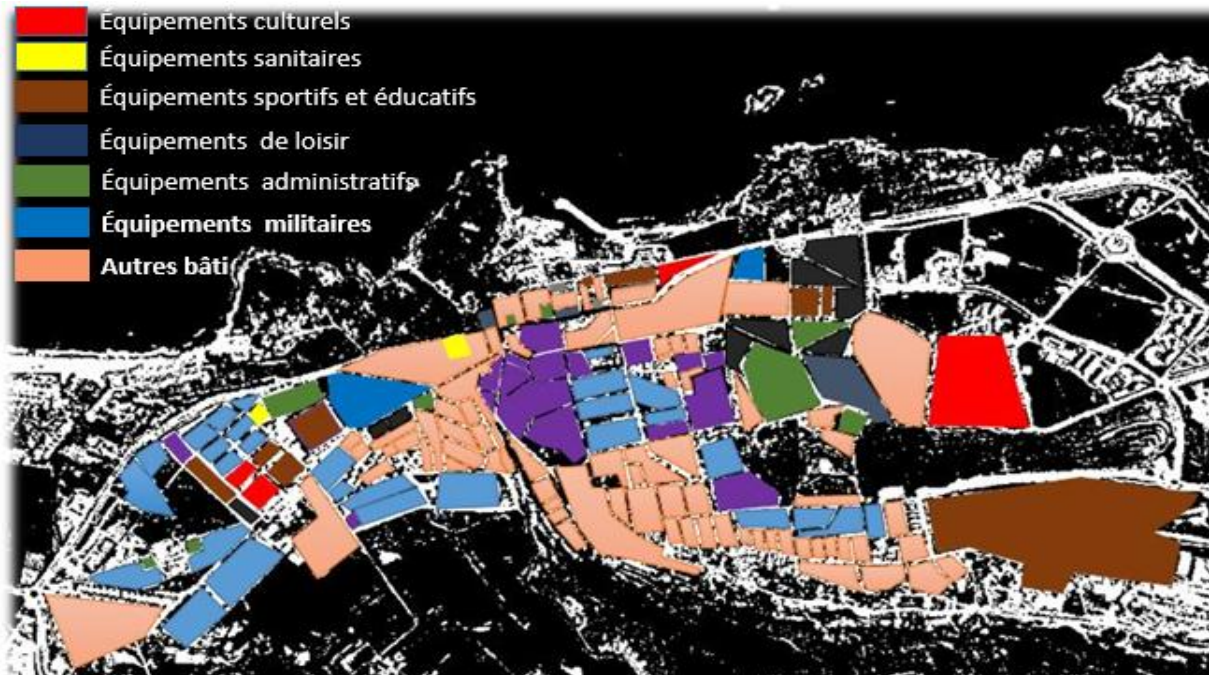 Équipements culturels
Équipements sanitaires
Équipements sportifs et éducatifs
Équipements de loisir
Équipements administratifs
Équipements militaires
Autres bâti